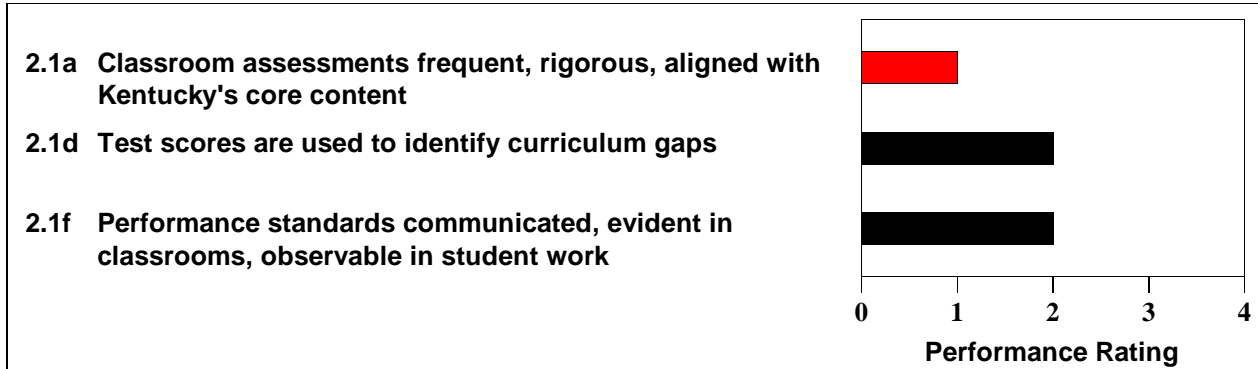 2.1a Classroom assessments frequent, rigorous, aligned with
Kentucky's core content
2.1d Test scores are used to identify curriculum gaps
2.1f Performance standards communicated, evident in
classrooms, observable in student work
0 1 2 3 4
Performance Rating